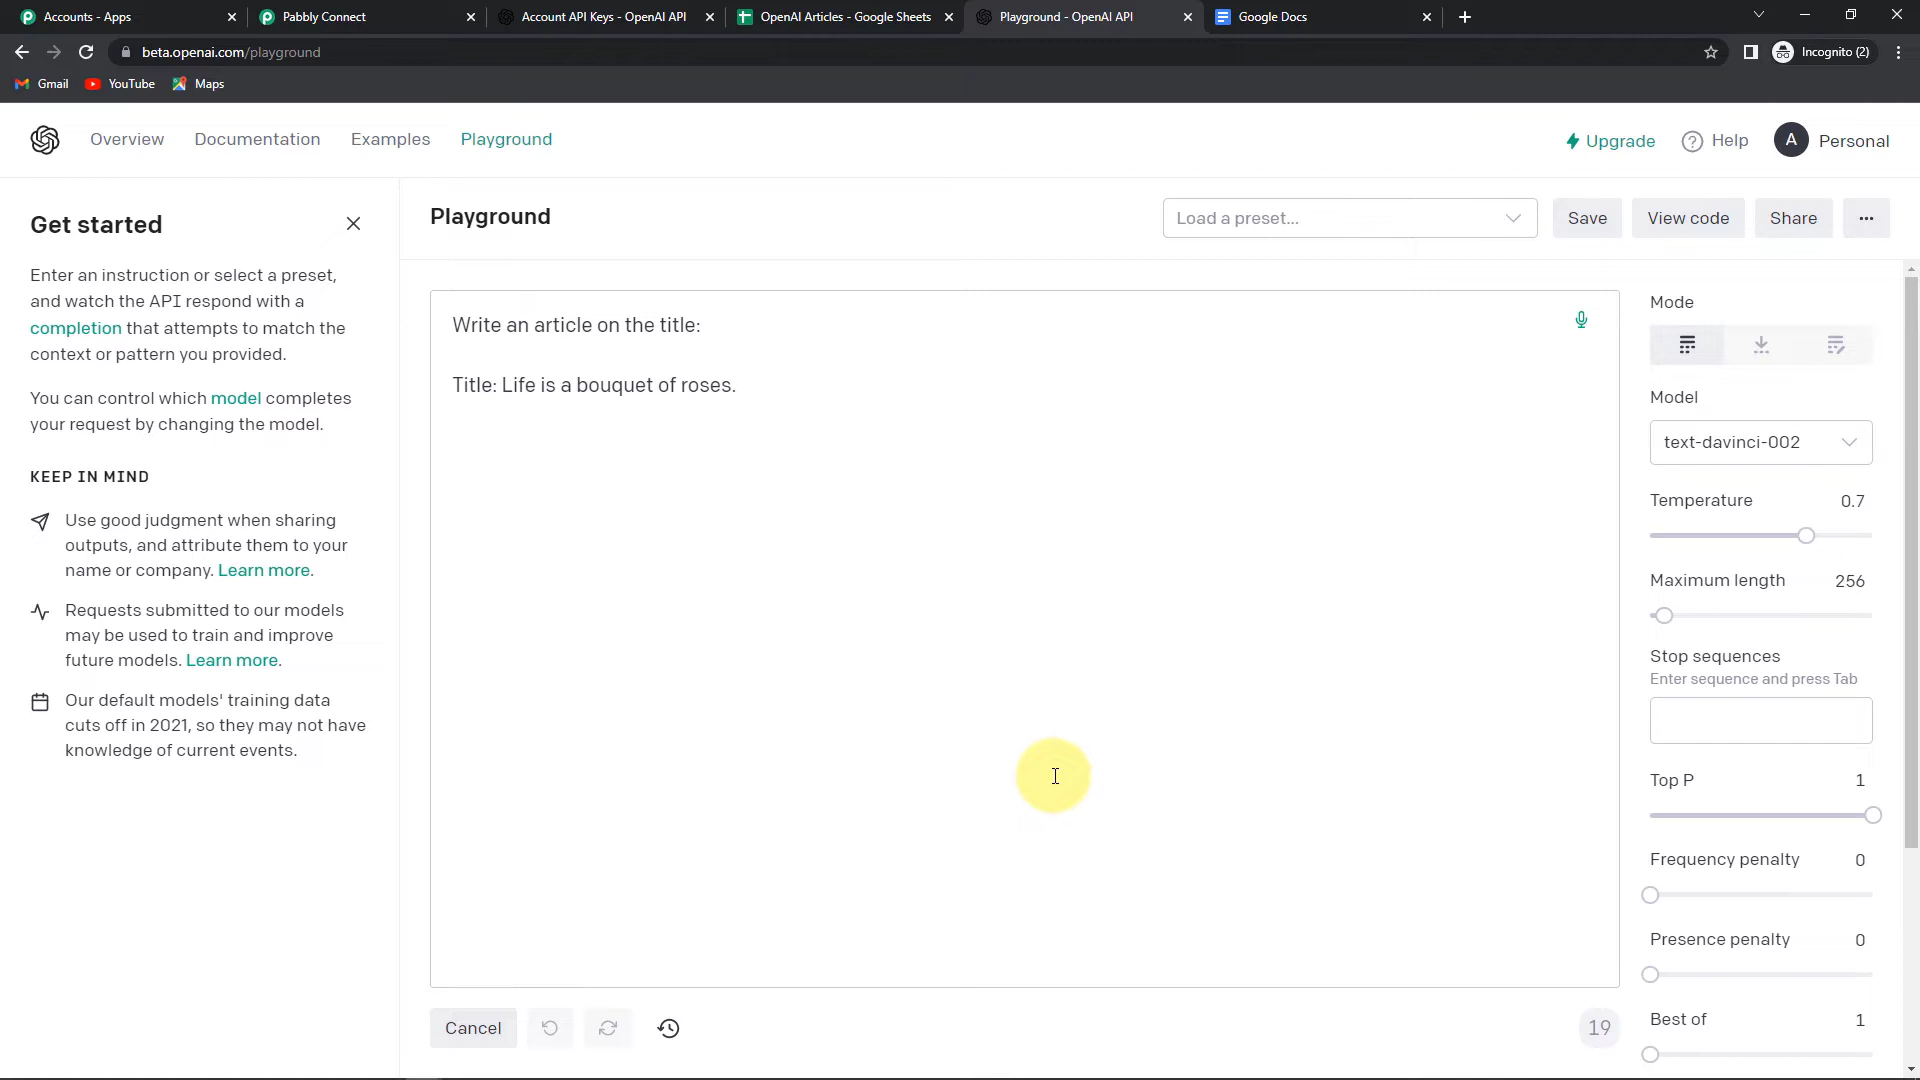 Accounts - Apps
Pabbly Connect
Account API Keys - OpenAI API
OpenAI Articles - Google Sheets
Playground - OpenAI API
Google Docs
beta.openai.com/playground
Incognito (2)
Gmail
YouTube
Maps
Overview
Documentation
Examples
Playground
Upgrade
Help
A
Personal
Get started
Enter an instruction or select a preset,
and watch the API respond with a
completion that attempts to match the
context or pattern you provided.
You can control which model completes
your request by changing the model.
KEEP IN MIND
Use good judgment when sharing
outputs, and attribute them to your
name or company. Learn more.
Requests submitted to our models
may be used to train and improve
future models. Learn more.
Our default models' training data
cuts off in 2021, so they may not have
knowledge of current events.
Playground
Load a preset...
Save
View code
Share
...
Write an article on the title:
Title: Life is a bouquet of roses.
Cancel
19
Mode
Model
text-davinci-002
Temperature 0.7
Maximum length 256
Stop sequences
Enter sequence and press Tab
Top P 1
Frequency penalty 0
Presence penalty 0
Best of 1